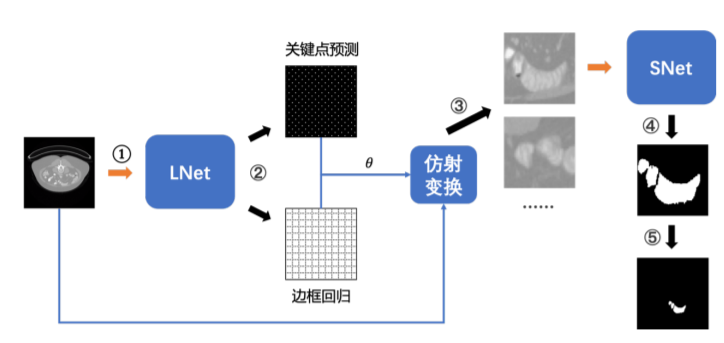 关键点预测
①
LNet
②
边框回归
θ
仿射
变换
③
......
SNet
④
⑤